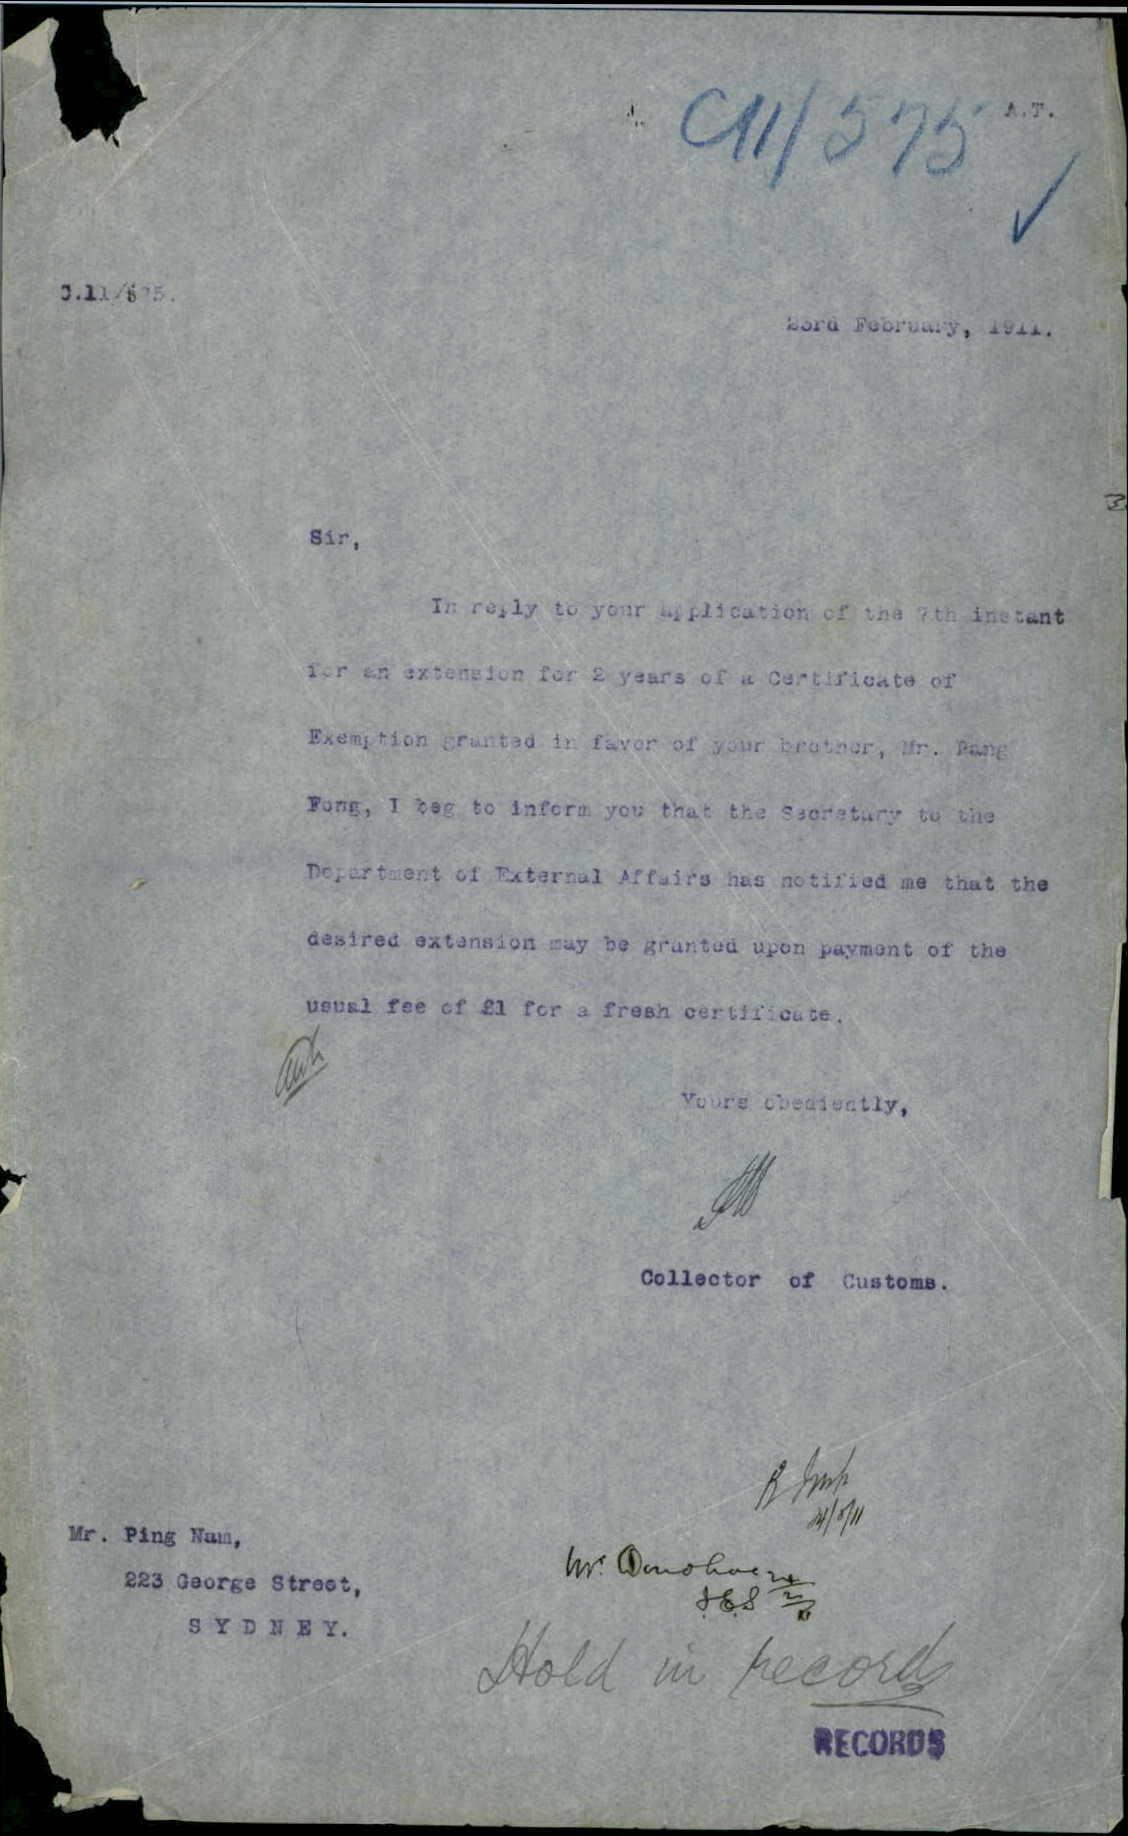 C11/575
A.T.
C.11/575.
23rd February, 1911.
Sir,
In reply to your application of the 7th instant
for an extension for 2 years of a Certificate of
Exemption granted in favor of your brother, Mr. Pang
Fong, I beg to inform you that the Secretary to the
Department of External Affairs has notified me that the
desired extension may be granted upon payment of the
usual fee of £1 for a fresh certificate.
Yours obediently,
Collector of Customs.
Mr. Ping Nam,
223 George Street,
SYDNEY.
Mr. Donohoe
Hold in records
RECORDS